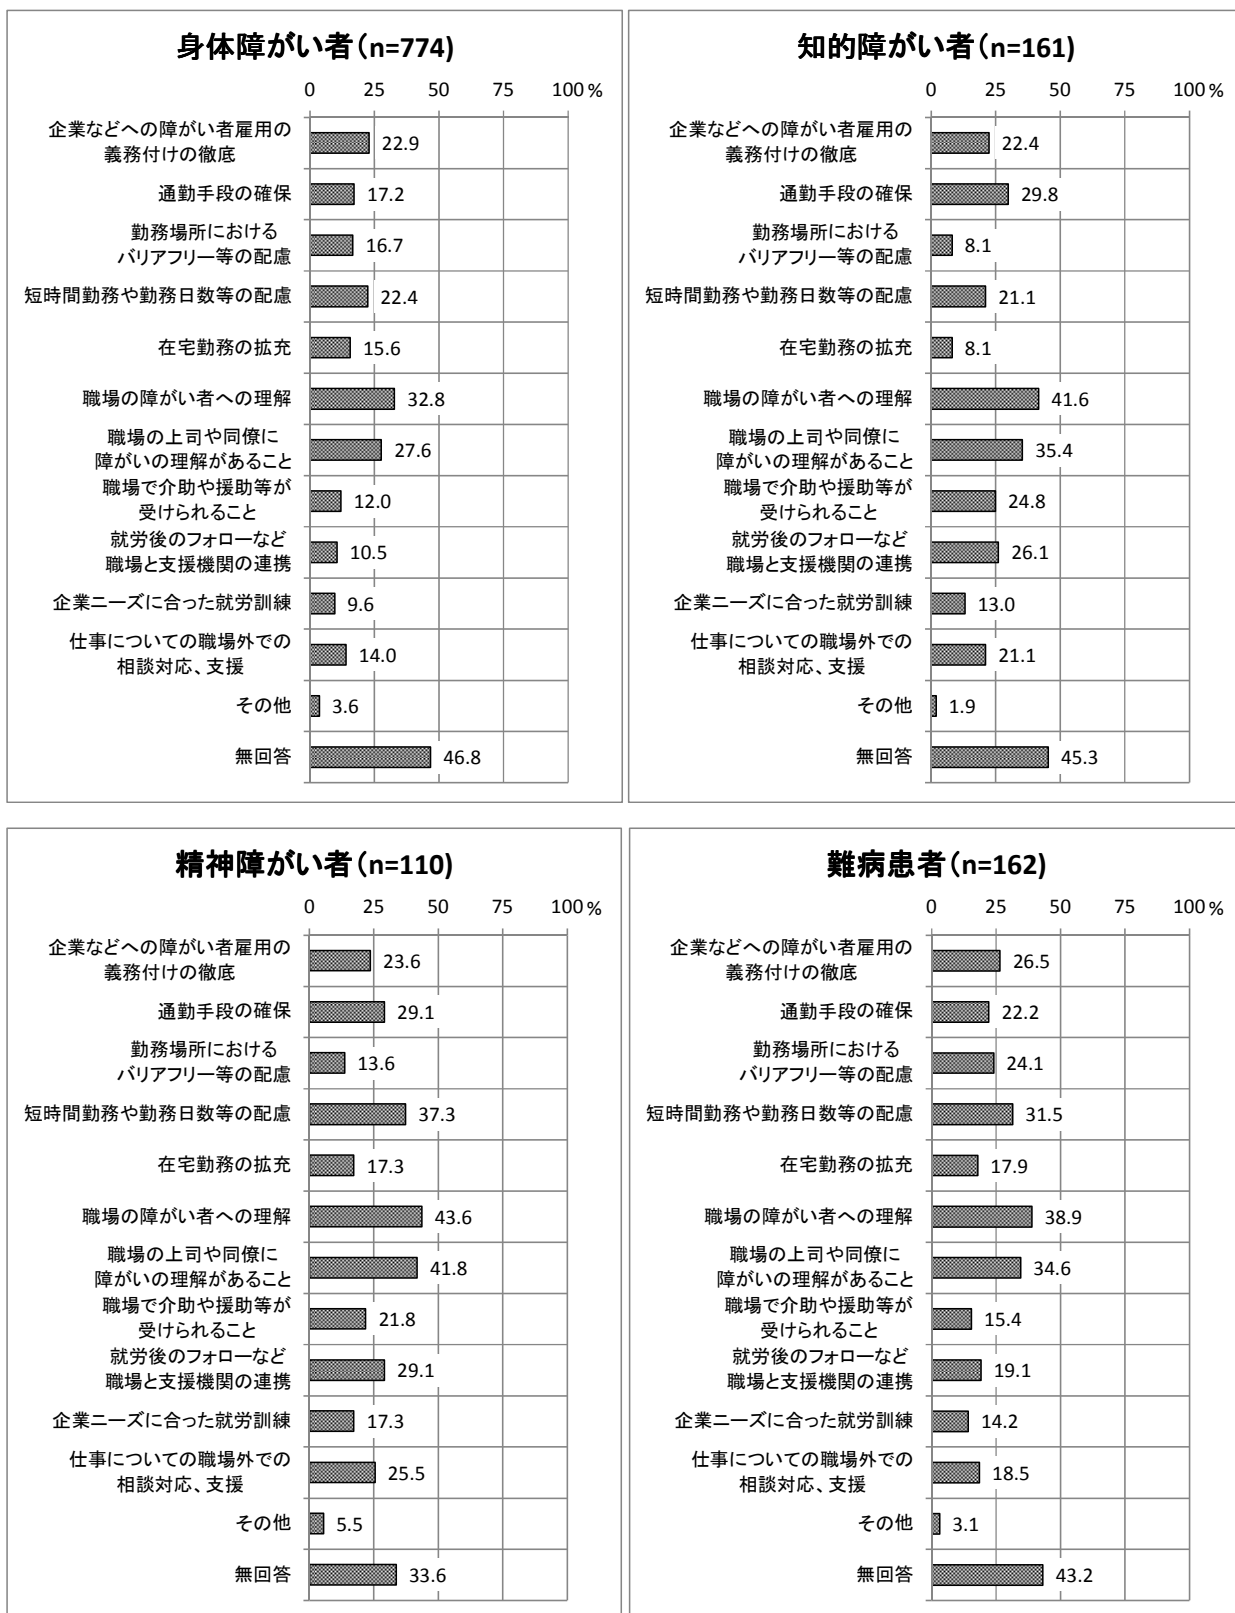 身体障がい者(n=774)
0 25 50 75 100 %
企業などへの障がい者雇用の
義務付けの徹底
22.9
通勤手段の確保 17.2
勤務場所における
バリアフリー等の配慮
16.7
短時間勤務や勤務日数等の配慮 22.4
在宅勤務の拡充 15.6
職場の障がい者への理解 32.8
職場の上司や同僚に
障がいの理解があること
27.6
職場で介助や援助等が
受けられること
12.0
就労後のフォローなど
職場と支援機関の連携
10.5
企業ニーズに合った就労訓練 9.6
仕事についての職場外での
相談対応、支援
14.0
その他 3.6
無回答 46.8
知的障がい者(n=161)
0 25 50 75 100 %
企業などへの障がい者雇用の
義務付けの徹底
22.4
通勤手段の確保 29.8
勤務場所における
バリアフリー等の配慮
8.1
短時間勤務や勤務日数等の配慮 21.1
在宅勤務の拡充 8.1
職場の障がい者への理解 41.6
職場の上司や同僚に
障がいの理解があること
35.4
職場で介助や援助等が
受けられること
24.8
就労後のフォローなど
職場と支援機関の連携
26.1
企業ニーズに合った就労訓練 13.0
仕事についての職場外での
相談対応、支援
21.1
その他 1.9
無回答 45.3
精神障がい者(n=110)
0 25 50 75 100 %
企業などへの障がい者雇用の
義務付けの徹底
23.6
通勤手段の確保 29.1
勤務場所における
バリアフリー等の配慮
13.6
短時間勤務や勤務日数等の配慮 37.3
在宅勤務の拡充 17.3
職場の障がい者への理解 43.6
職場の上司や同僚に
障がいの理解があること
41.8
職場で介助や援助等が
受けられること
21.8
就労後のフォローなど
職場と支援機関の連携
29.1
企業ニーズに合った就労訓練 17.3
仕事についての職場外での
相談対応、支援
25.5
その他 5.5
無回答 33.6
難病患者(n=162)
0 25 50 75 100 %
企業などへの障がい者雇用の
義務付けの徹底
26.5
通勤手段の確保 22.2
勤務場所における
バリアフリー等の配慮
24.1
短時間勤務や勤務日数等の配慮 31.5
在宅勤務の拡充 17.9
職場の障がい者への理解 38.9
職場の上司や同僚に
障がいの理解があること
34.6
職場で介助や援助等が
受けられること
15.4
就労後のフォローなど
職場と支援機関の連携
19.1
企業ニーズに合った就労訓練 14.2
仕事についての職場外での
相談対応、支援
18.5
その他 3.1
無回答 43.2